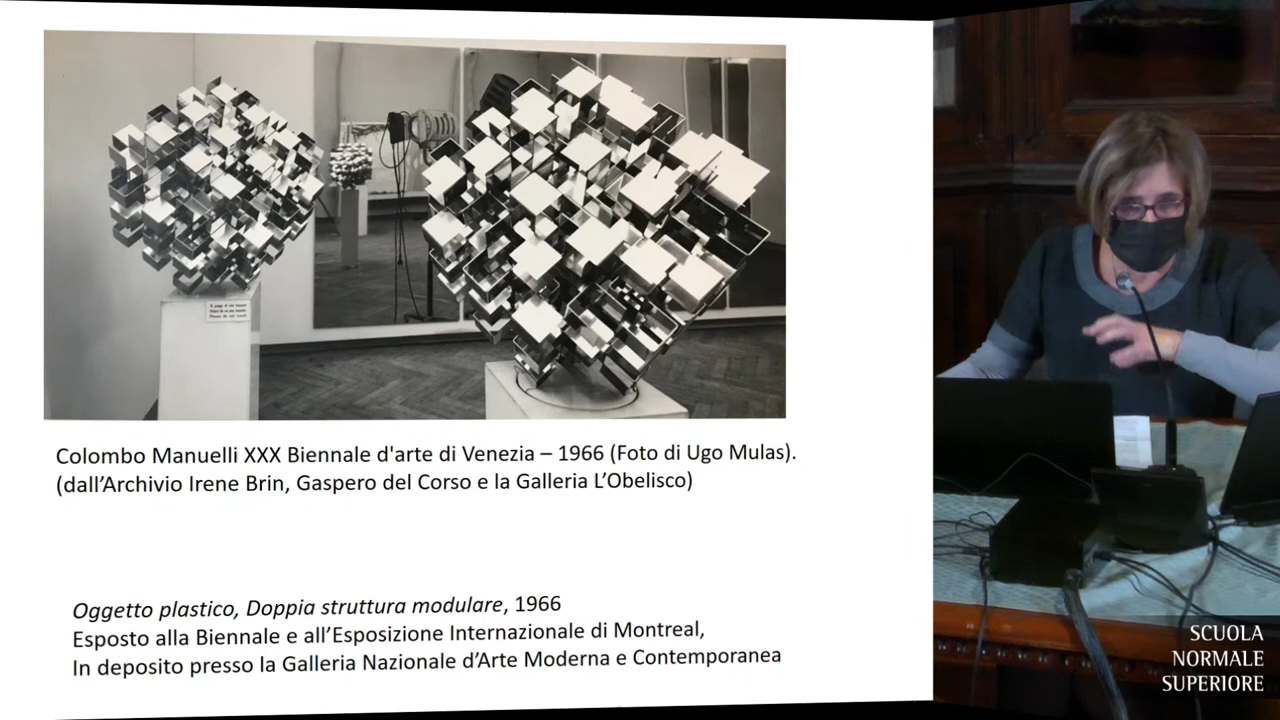 Colombo Manuelli XXX Biennale d'arte di Venezia – 1966 (Foto di Ugo Mulas).
(dall'Archivio Irene Brin, Gaspero del Corso e la Galleria L'Obelisco)
Oggetto plastico, Doppia struttura modulare, 1966
Esposto alla Biennale e all'Esposizione Internazionale di Montreal,
In deposito presso la Galleria Nazionale d'Arte Moderna e Contemporanea
SCUOLA
NORMALE
SUPERIORE